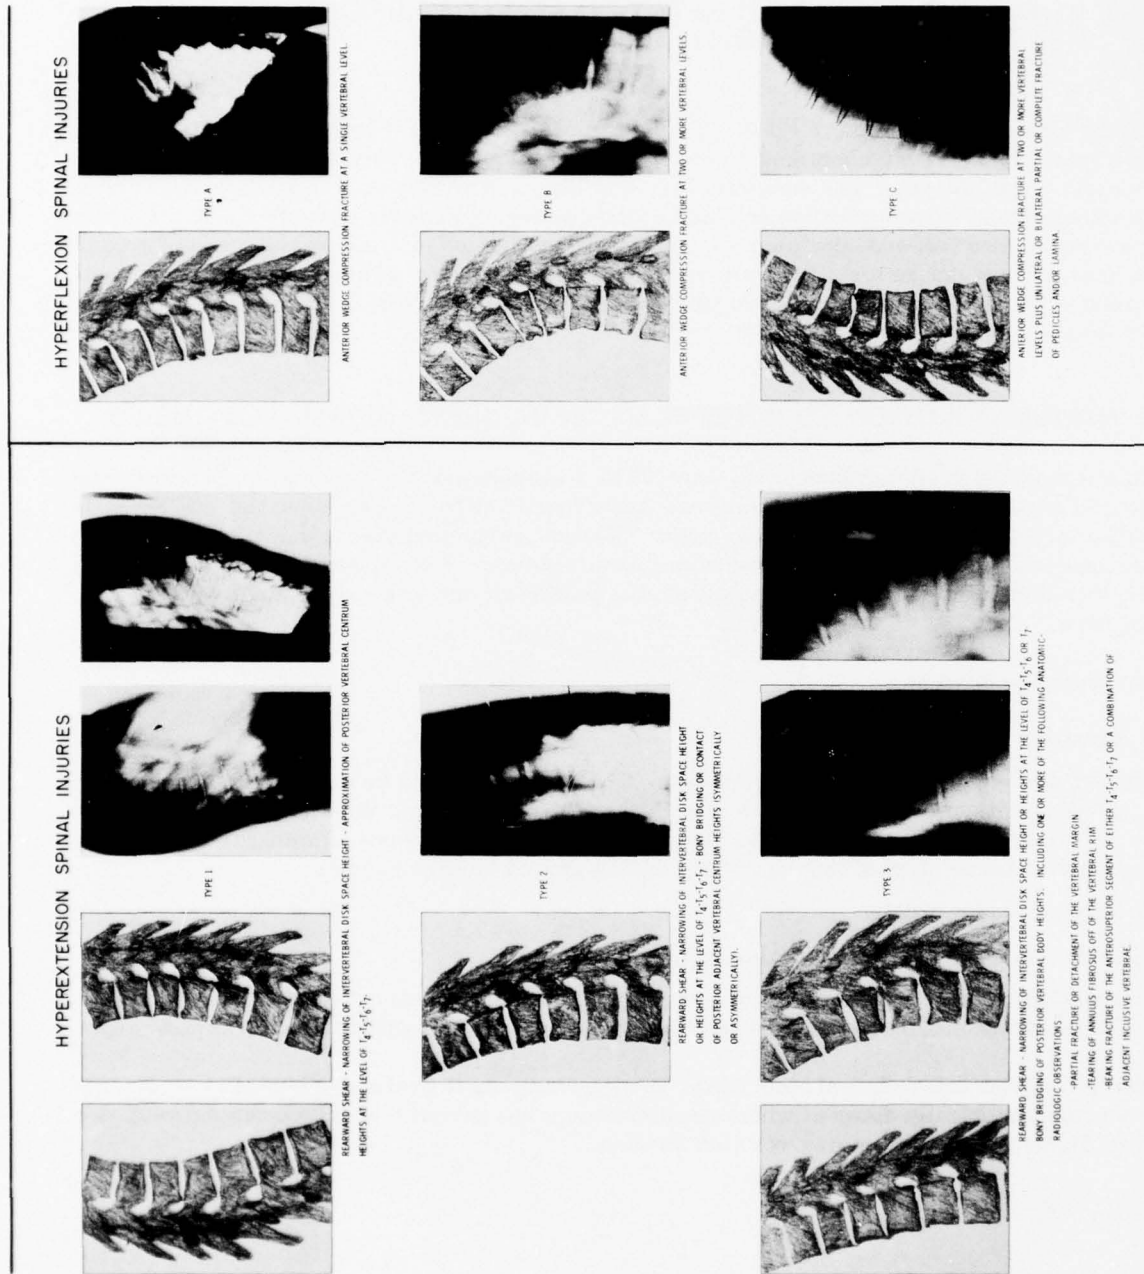 HYPEREXTENSION SPINAL INJURIES
TYPE 1
REARWARD SHEAR - NARROWING OF INTERVERTEBRAL DISK SPACE HEIGHT - APPROXIMATION OF POSTERIOR VERTEBRAL CENTRUM
HEIGHTS AT THE LEVEL OF T4-T5-T6-T7.
TYPE 2
REARWARD SHEAR - NARROWING OF INTERVERTEBRAL DISK SPACE HEIGHT
OR HEIGHTS AT THE LEVEL OF T4-T5-T6-T7 - BONY BRIDGING OR CONTACT
OF POSTERIOR ADJACENT VERTEBRAL CENTRUM HEIGHTS (SYMMETRICALLY
OR ASYMMETRICALLY).
TYPE 3
REARWARD SHEAR - NARROWING OF INTERVERTEBRAL DISK SPACE HEIGHT OR HEIGHTS AT THE LEVEL OF T4-T5-T6 OR T7
BONY BRIDGING OF POSTERIOR VERTEBRAL BODY HEIGHTS. INCLUDING ONE OR MORE OF THE FOLLOWING ANATOMIC-
RADIOLOGIC OBSERVATIONS
-PARTIAL FRACTURE OR DETACHMENT OF THE VERTEBRAL MARGIN
-TEARING OF ANNULUS FIBROSUS OFF OF THE VERTEBRAL RIM
-BEAKING FRACTURE OF THE ANTEROSUPERIOR SEGMENT OF EITHER T4-T5-T6-T7 OR A COMBINATION OF
ADJACENT INCLUSIVE VERTEBRAE
HYPERFLEXION SPINAL INJURIES
TYPE A
ANTERIOR WEDGE COMPRESSION FRACTURE AT A SINGLE VERTEBRAL LEVEL.
TYPE B
ANTERIOR WEDGE COMPRESSION FRACTURE AT TWO OR MORE VERTEBRAL LEVELS.
TYPE C
ANTERIOR WEDGE COMPRESSION FRACTURE AT TWO OR MORE VERTEBRAL
LEVELS PLUS UNILATERAL OR BILATERAL PARTIAL OR COMPLETE FRACTURE
OF PEDICLES AND/OR LAMINA